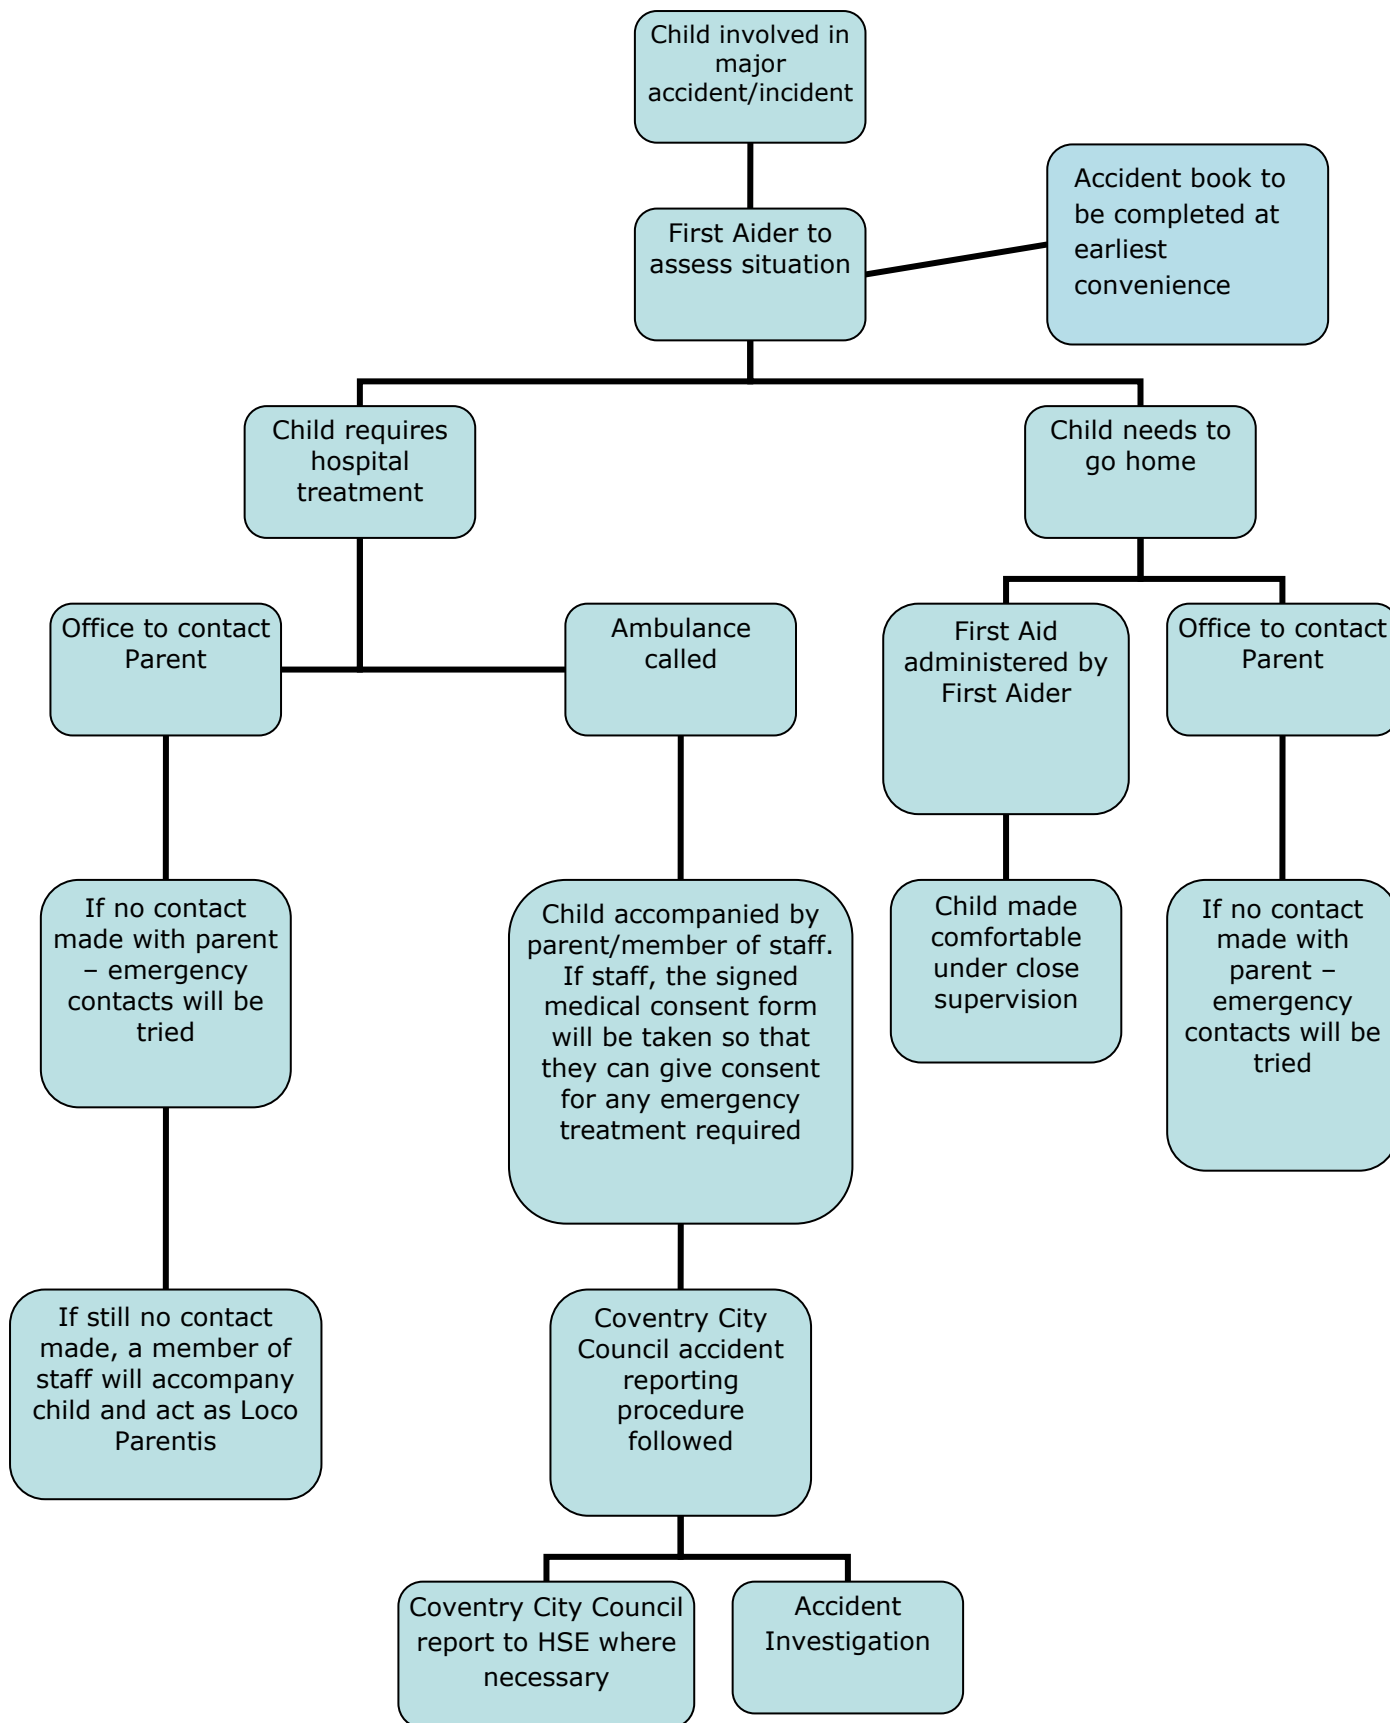 Child involved in
major
accident/incident
Accident book to
be completed at
earliest
convenience
First Aider to
assess situation
Child requires
hospital
treatment
Child needs to
go home
Office to contact
Parent
Ambulance
called
First Aid
administered by
First Aider
Office to contact
Parent
If no contact
made with parent
– emergency
contacts will be
tried
Child accompanied by
parent/member of staff.
If staff, the signed
medical consent form
will be taken so that
they can give consent
for any emergency
treatment required
Child made
comfortable
under close
supervision
If no contact
made with
parent –
emergency
contacts will be
tried
If still no contact
made, a member of
staff will accompany
child and act as Loco
Parentis
Coventry City
Council accident
reporting
procedure
followed
Coventry City Council
report to HSE where
necessary
Accident
Investigation